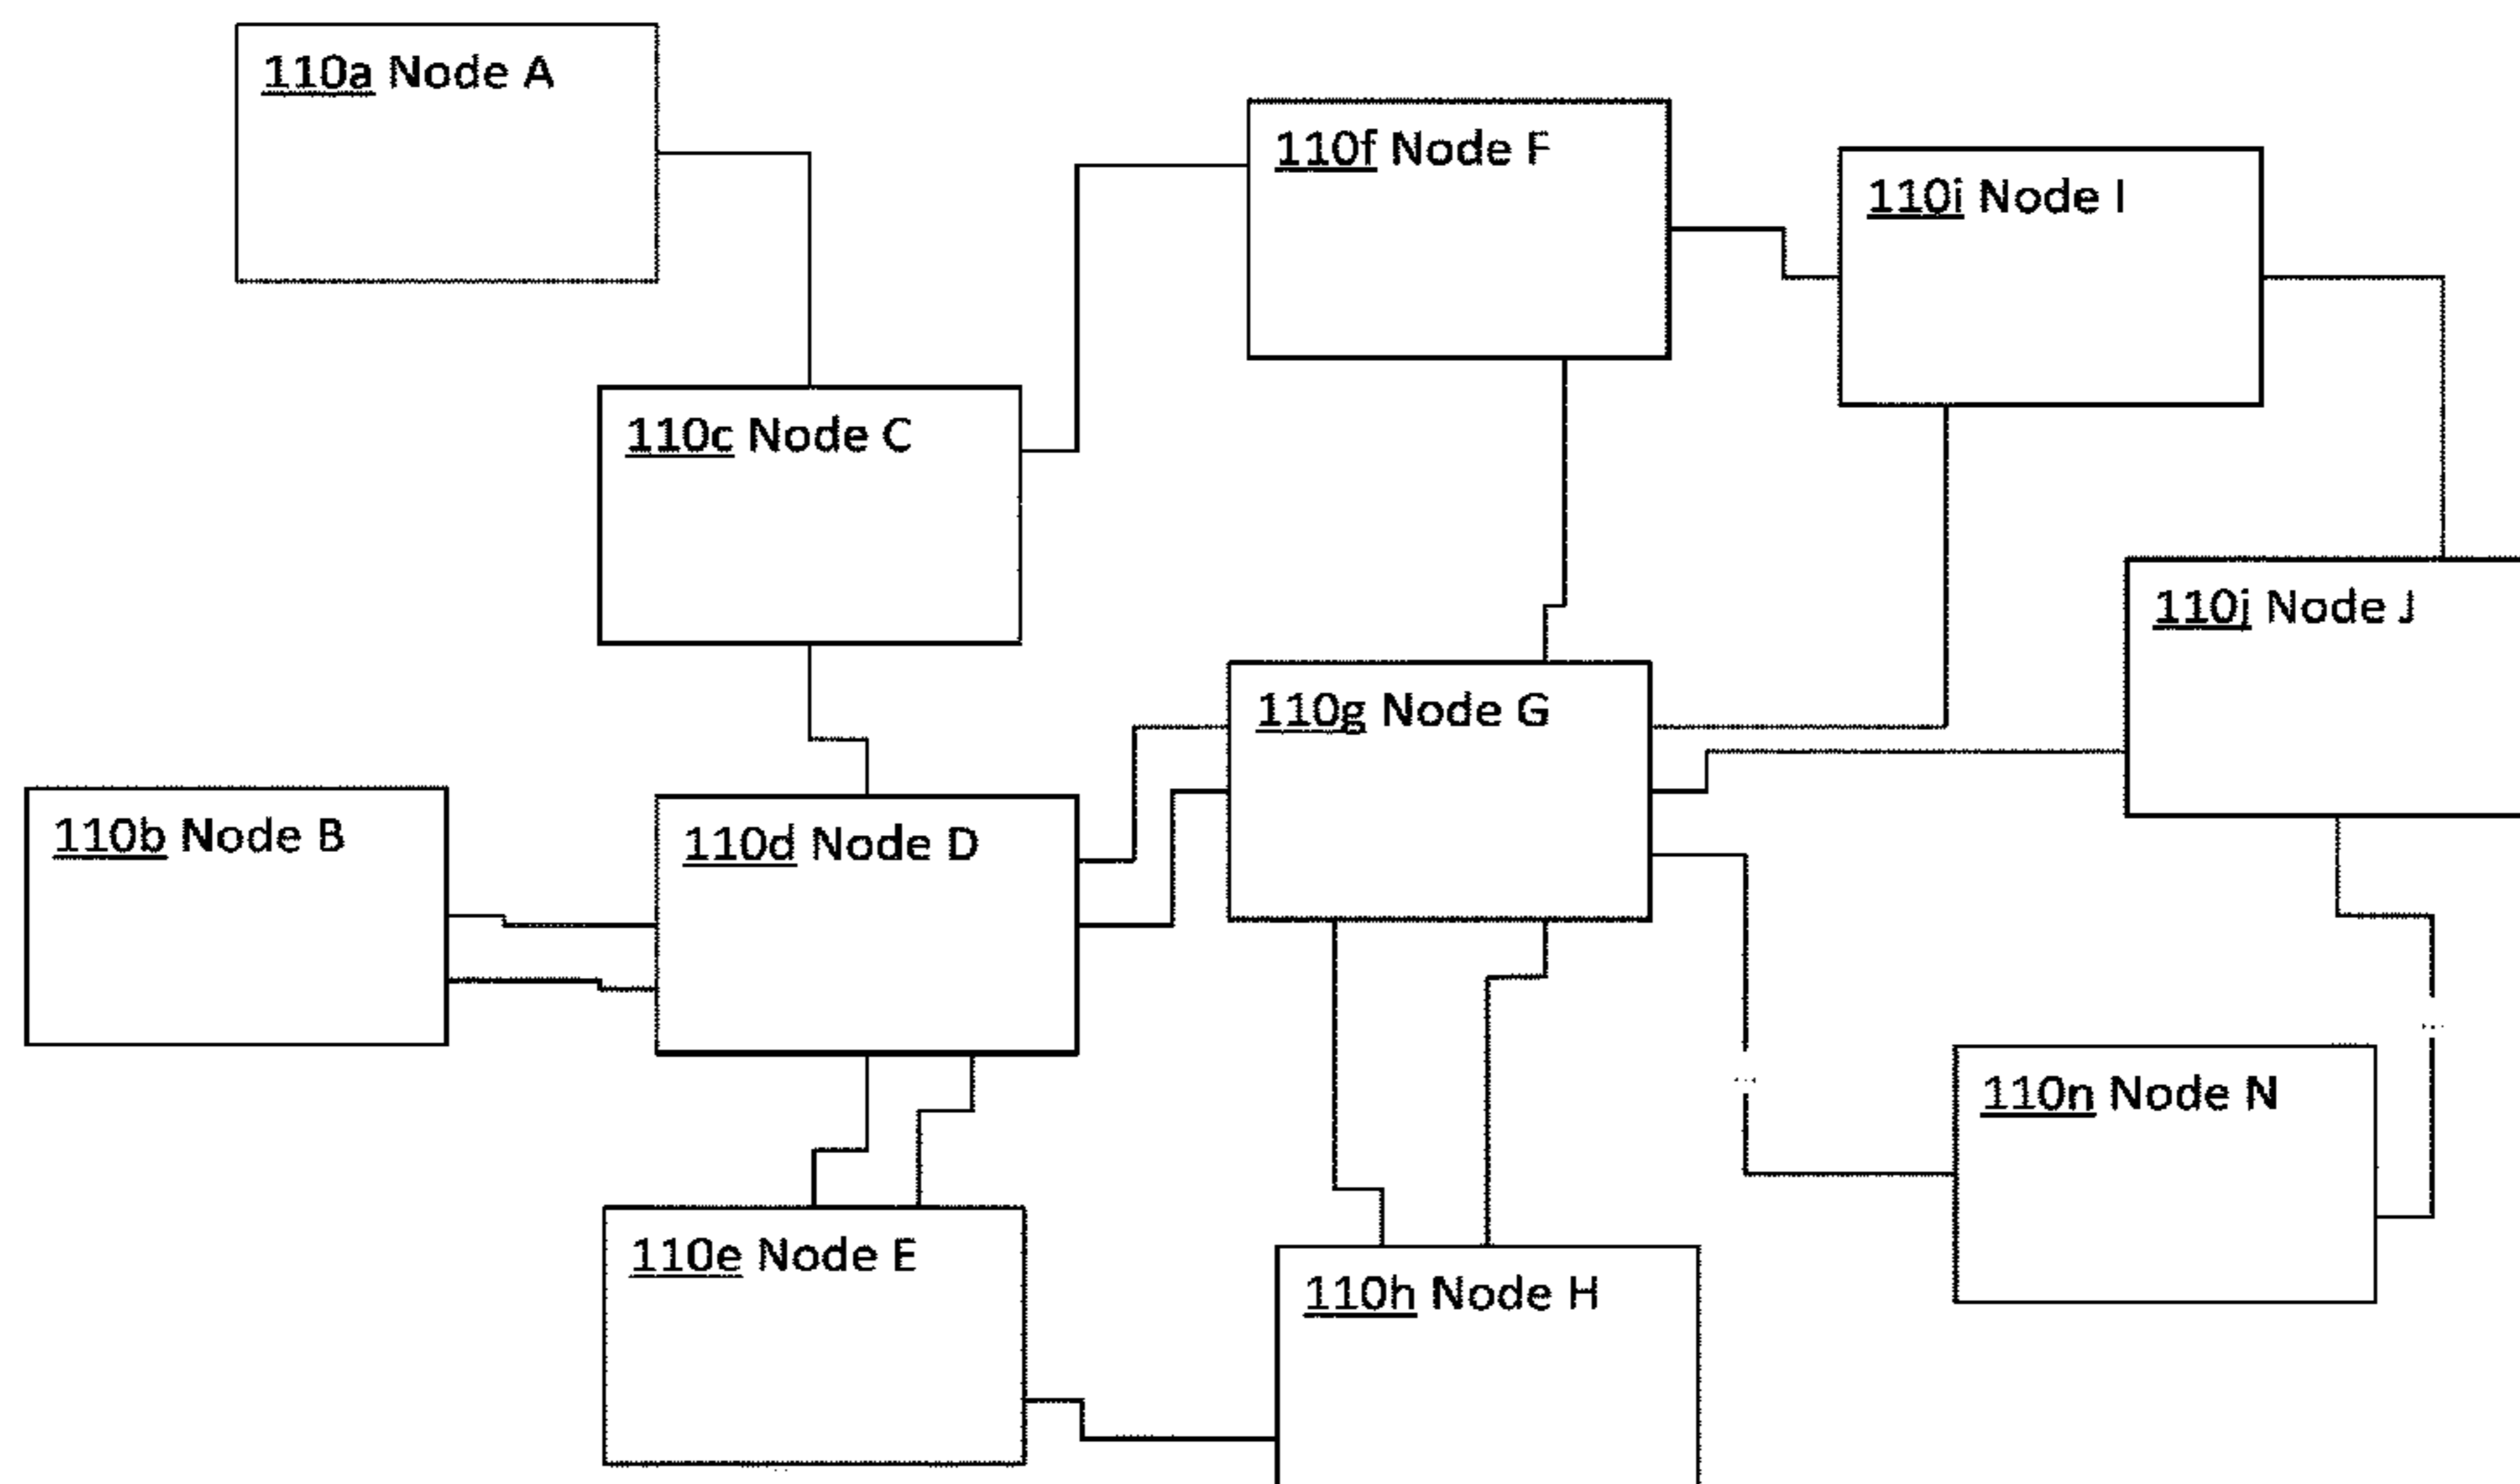 110a Node A
110f Node F
110i Node I
110c Node C
110j Node J
110g Node G
110b Node B
110d Node D
110n Node N
110e Node E
110h Node H